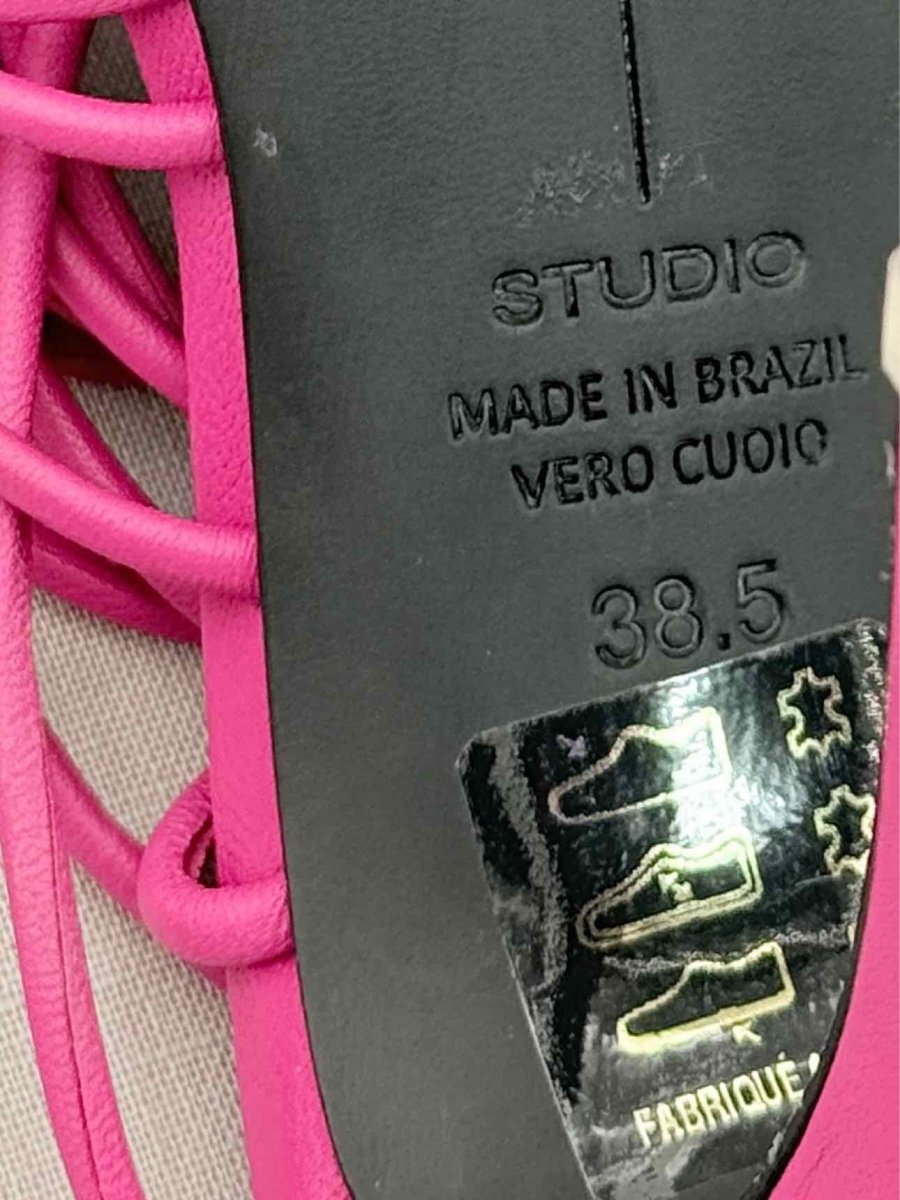 STUDIO
MADE IN BRAZIL
VERO CUOIO
38.5
FABRIQUÉ